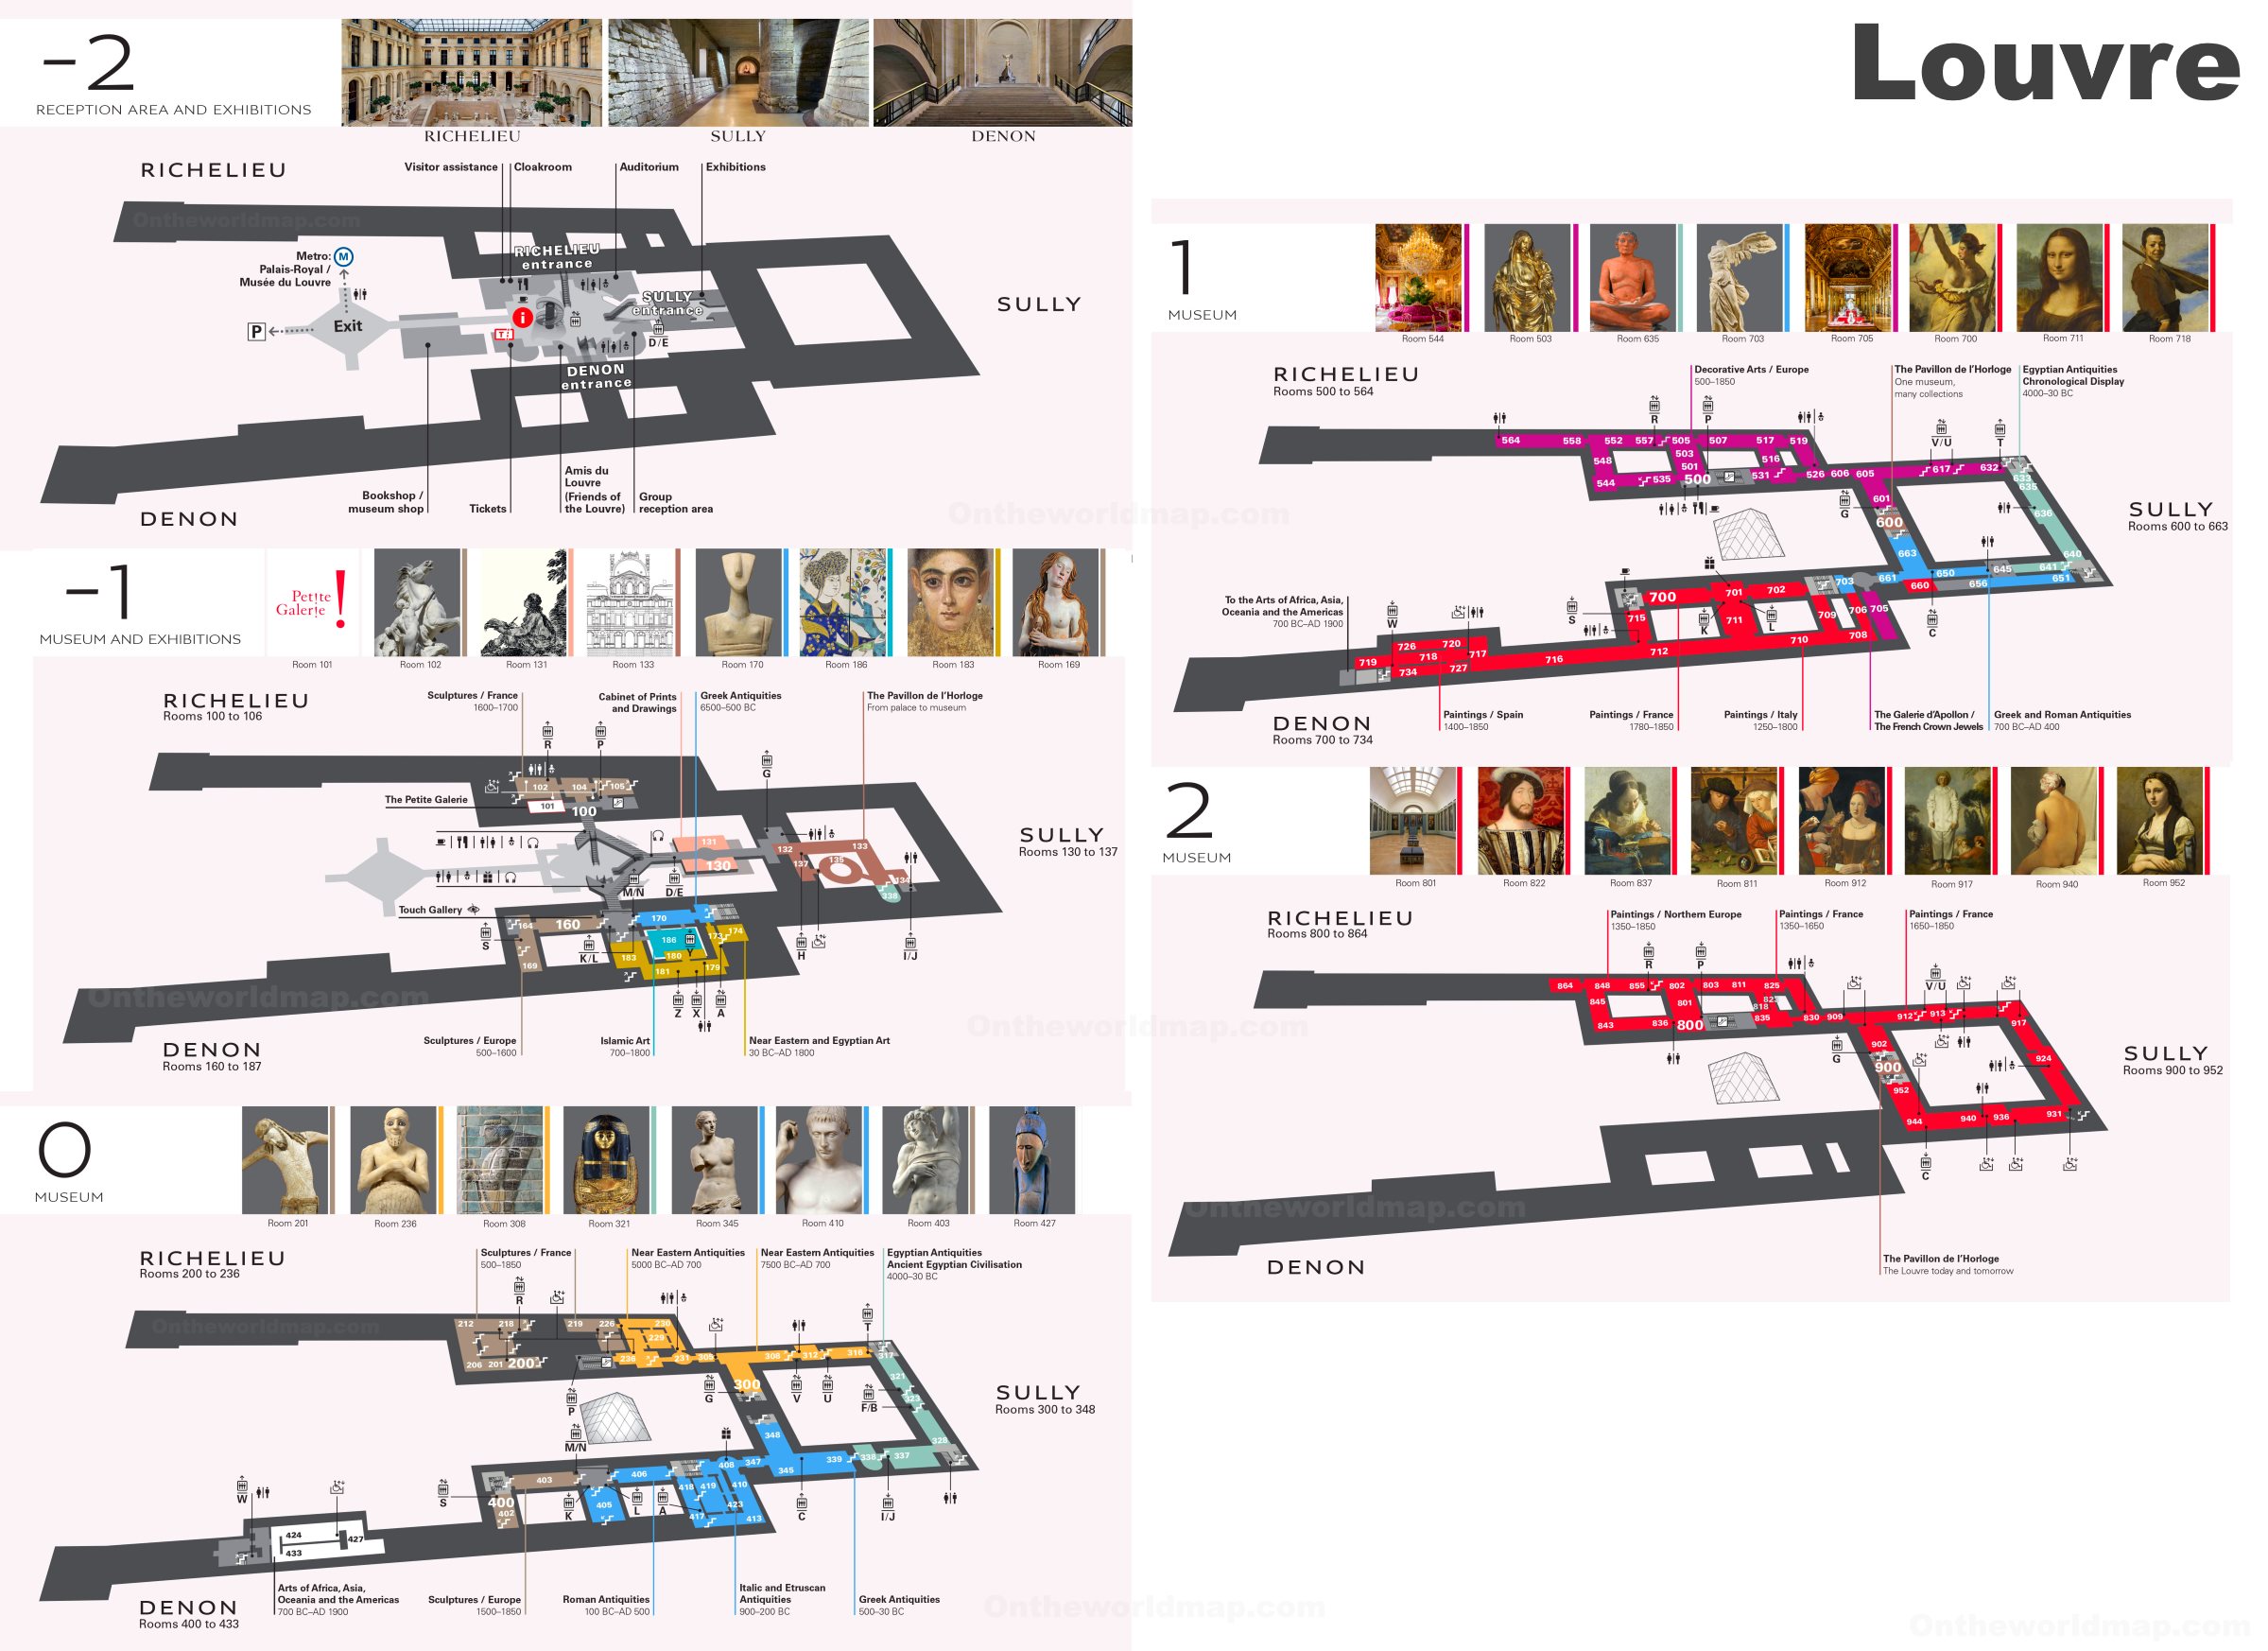 Louvre
-2
RECEPTION AREA AND EXHIBITIONS
RICHELIEU
SULLY
DENON
RICHELIEU
Visitor assistance
Cloakroom
Auditorium
Exhibitions
Ontheworldmap.com
RICHELIEU
entrance
Metro:
Palais-Royal /
Musée du Louvre
M
SULLY
entrance
SULLY
P
Exit
i
D/E
DENON
entrance
Amis du
Louvre
(Friends of
the Louvre)
Bookshop /
museum shop
Tickets
Group
reception area
DENON
Ontheworldmap.com
-1
MUSEUM AND EXHIBITIONS
Petite
Galerie
!
Room 101
Room 102
Room 131
Room 133
Room 170
Room 186
Room 183
Room 169
RICHELIEU
Rooms 100 to 106
Sculptures / France
1600–1700
Cabinet of Prints
and Drawings
Greek Antiquities
6500–500 BC
The Pavillon de l'Horloge
From palace to museum
R
P
G
102
104
105
The Petite Galerie
101
100
131
130
132
133
135
137
134
338
SULLY
Rooms 130 to 137
M/N
D/E
Touch Gallery
164
160
170
S
K/L
186
Y
173
174
183
180
169
181
179
H
I/J
Z
X
A
Ontheworldmap.com
Ontheworldmap.com
Sculptures / Europe
500–1600
Islamic Art
700–1800
Near Eastern and Egyptian Art
30 BC–AD 1800
DENON
Rooms 160 to 187
0
MUSEUM
Room 201
Room 236
Room 308
Room 321
Room 345
Room 410
Room 403
Room 427
RICHELIEU
Rooms 200 to 236
Sculptures / France
500–1850
Near Eastern Antiquities
5000 BC–AD 700
Near Eastern Antiquities
7500 BC–AD 700
Egyptian Antiquities
Ancient Egyptian Civilisation
4000–30 BC
R
T
Ontheworldmap.com
212
218
219
226
230
229
206
201
200
236
231
309
308
312
316
317
300
G
V
U
321
F/B
323
P
SULLY
Rooms 300 to 348
M/N
348
328
403
406
408
347
345
339
338
337
W
S
400
402
405
418
419
410
423
417
413
K
L
A
C
I/J
424
427
433
Arts of Africa, Asia,
Oceania and the Americas
700 BC–AD 1900
Sculptures / Europe
1500–1850
Roman Antiquities
100 BC–AD 500
Italic and Etruscan
Antiquities
900–200 BC
Greek Antiquities
500–30 BC
DENON
Rooms 400 to 433
Ontheworldmap.com
1
MUSEUM
Room 544
Room 503
Room 635
Room 703
Room 705
Room 700
Room 711
Room 718
RICHELIEU
Rooms 500 to 564
Decorative Arts / Europe
500–1850
The Pavillon de l'Horloge
One museum,
many collections
Egyptian Antiquities
Chronological Display
4000–30 BC
R
P
V/U
T
564
558
552
557
505
507
517
519
548
503
516
501
544
535
500
531
526
606
605
617
632
633
635
601
G
600
636
SULLY
Rooms 600 to 663
663
640
To the Arts of Africa, Asia,
Oceania and the Americas
700 BC–AD 1900
W
S
700
701
702
703
661
660
650
645
641
656
651
715
K
711
L
709
706
705
C
726
720
717
719
718
716
712
710
708
734
727
Paintings / Spain
1400–1850
Paintings / France
1780–1850
Paintings / Italy
1250–1800
The Galerie d'Apollon /
The French Crown Jewels
Greek and Roman Antiquities
700 BC–AD 400
DENON
Rooms 700 to 734
2
MUSEUM
Room 801
Room 822
Room 837
Room 811
Room 912
Room 917
Room 940
Room 952
RICHELIEU
Rooms 800 to 864
Paintings / Northern Europe
1350–1850
Paintings / France
1350–1650
Paintings / France
1650–1850
R
P
V/U
864
848
855
802
803
811
825
845
801
818
843
836
800
835
830
909
912
913
917
902
G
900
924
SULLY
Rooms 900 to 952
952
944
940
936
931
C
Ontheworldmap.com
The Pavillon de l'Horloge
The Louvre today and tomorrow
DENON
Ontheworldmap.com